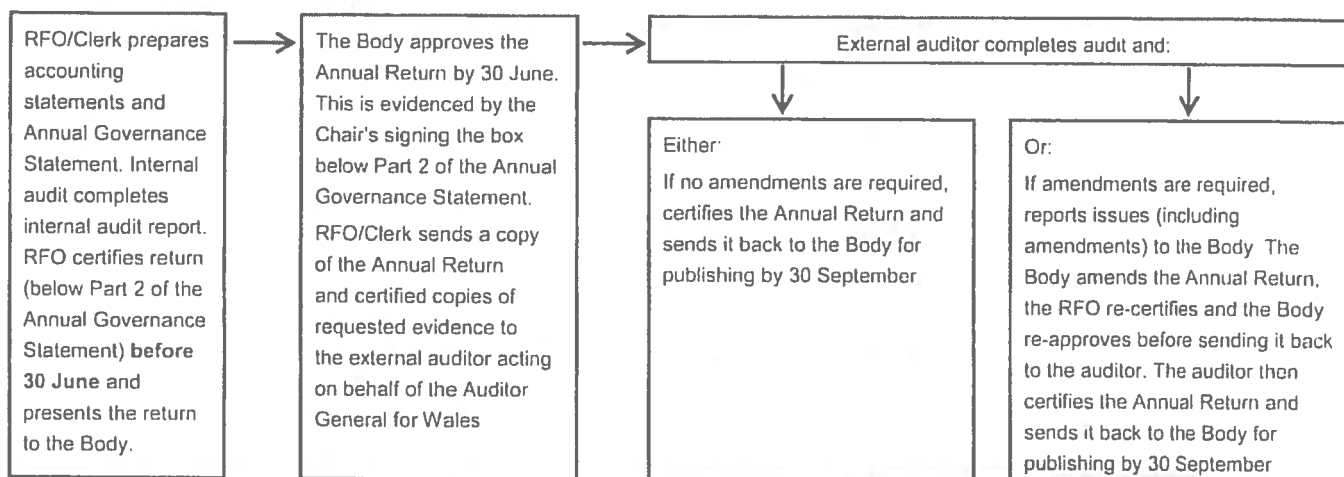 RFO/Clerk prepares
accounting
statements and
Annual Governance
Statement. Internal
audit completes
internal audit report.
RFO certifies return
(below Part 2 of the
Annual Governance
Statement) before
30 June and
presents the return
to the Body.
The Body approves the
Annual Return by 30 June.
This is evidenced by the
Chair's signing the box
below Part 2 of the Annual
Governance Statement.
RFO/Clerk sends a copy
of the Annual Return
and certified copies of
requested evidence to
the external auditor acting
on behalf of the Auditor
General for Wales
External auditor completes audit and:
Either:
If no amendments are required,
certifies the Annual Return and
sends it back to the Body for
publishing by 30 September
Or:
If amendments are required,
reports issues (including
amendments) to the Body The
Body amends the Annual Return,
the RFO re-certifies and the Body
re-approves before sending it back
to the auditor. The auditor then
certifies the Annual Return and
sends it back to the Body for
publishing by 30 September